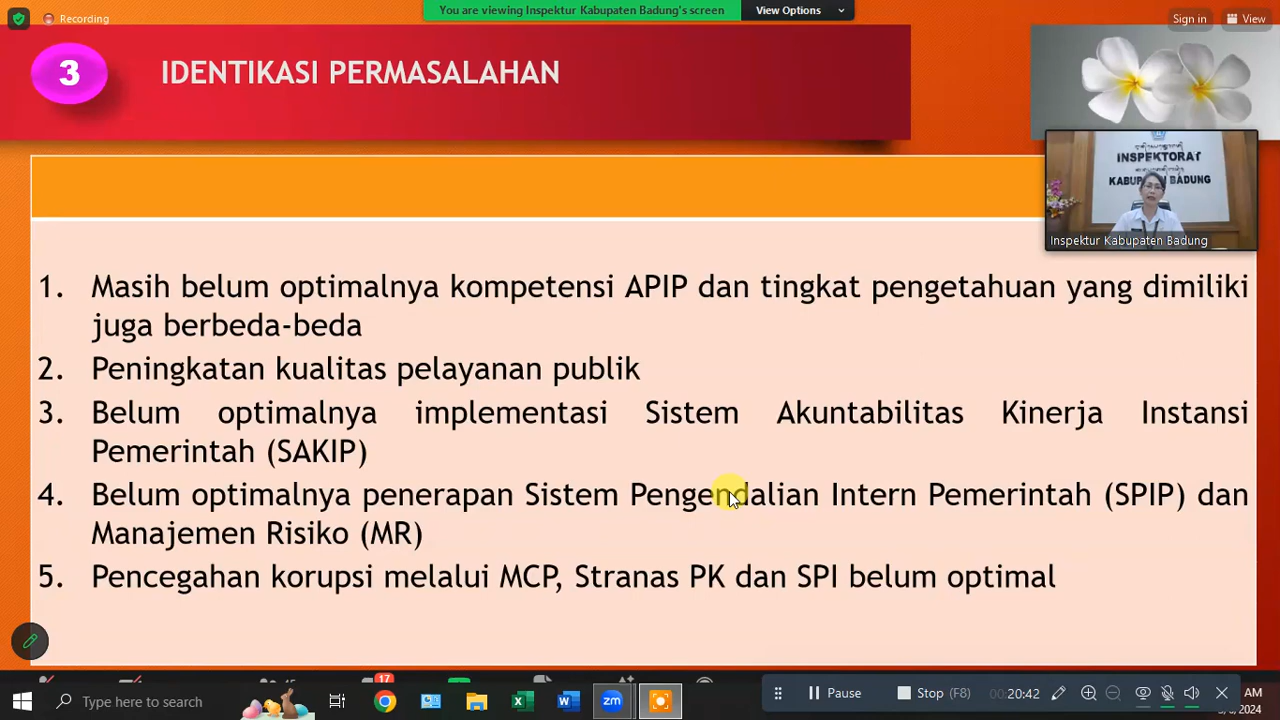 Recording
You are viewing Inspektur Kabupaten Badung's screen
View Options
Sign in
View
3
IDENTIKASI PERMASALAHAN
INSPEKTORAT
KABUPATEN BADUNG
Inspektur Kabupaten Badung
1. Masih belum optimalnya kompetensi APIP dan tingkat pengetahuan yang dimiliki
juga berbeda-beda
2. Peningkatan kualitas pelayanan publik
3. Belum optimalnya implementasi Sistem Akuntabilitas Kinerja Instansi
Pemerintah (SAKIP)
4. Belum optimalnya penerapan Sistem Pengendalian Intern Pemerintah (SPIP) dan
Manajemen Risiko (MR)
5. Pencegahan korupsi melalui MCP, Stranas PK dan SPI belum optimal
17
Type here to search
zm
Pause
Stop (F8)
00:20:42
AM